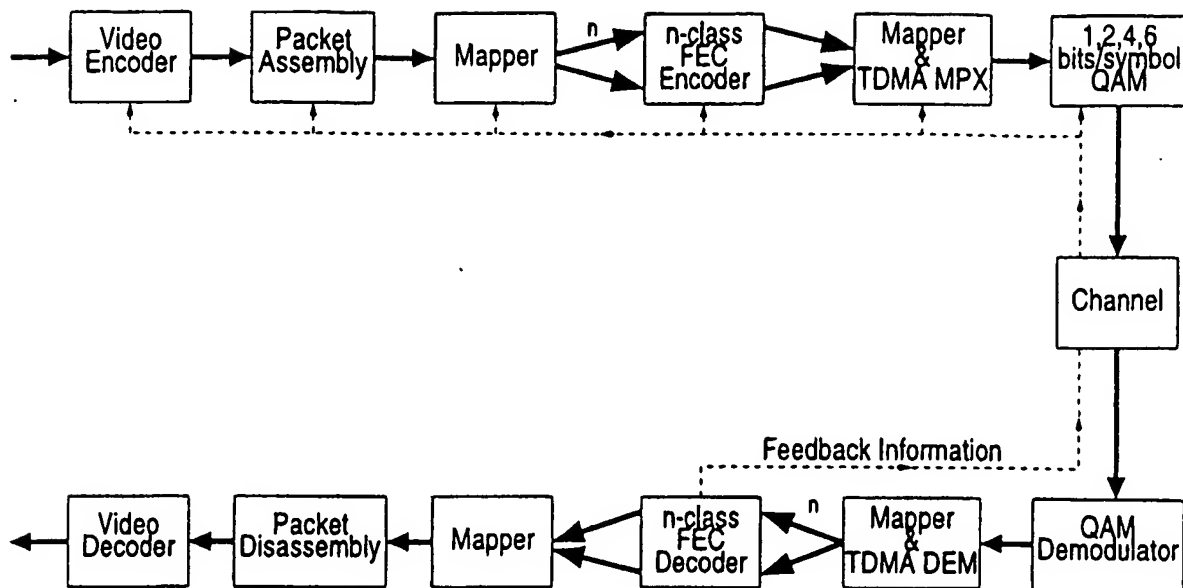 Video
Encoder
Packet
Assembly
Mapper
n
n-class
FEC
Encoder
Mapper
&
TDMA MPX
1,2,4,6
bits/symbol
QAM
Channel
Feedback Information
Video
Decoder
Packet
Disassembly
Mapper
n-class
FEC
Decoder
n
Mapper
&
TDMA DEM
QAM
Demodulator